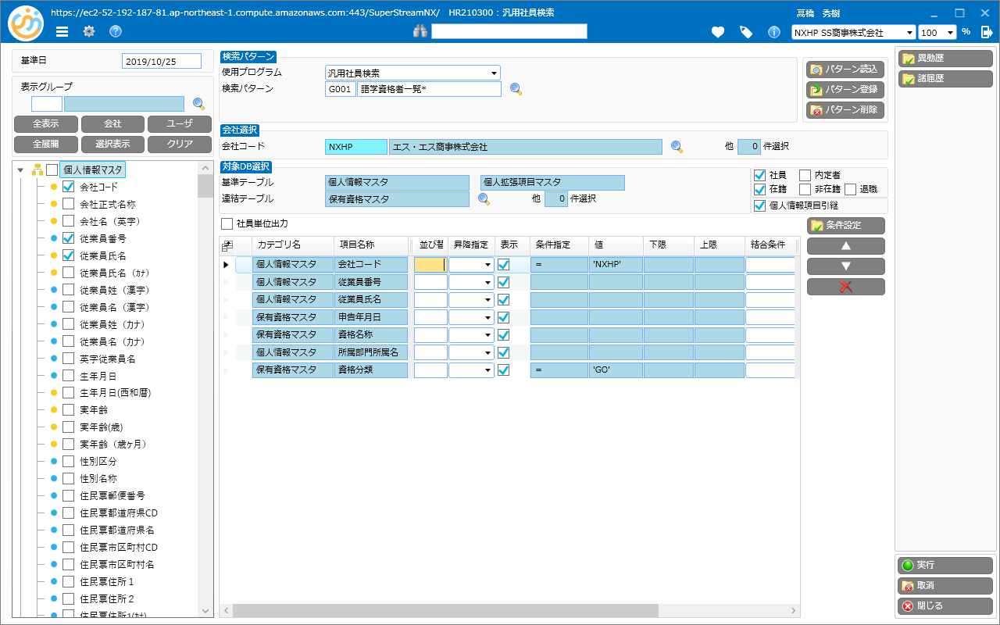 https://ec2-52-192-187-81.ap-northeast-1.compute.amazonaws.com:443/SuperStreamNX/ HR210300 : 汎用社員検索
高橋 秀樹
NXHP SS商事株式会社 100 %
基準日 2019/10/25
表示グループ
全表示 会社 ユーザ
全展開 選択表示 クリア
個人情報マスタ
会社コード
会社正式名称
会社名（英字）
従業員番号
従業員氏名
従業員氏名（ｶﾅ）
従業員姓（漢字）
従業員名（漢字）
従業員姓（カナ）
従業員名（カナ）
英字従業員名
生年月日
生年月日(西和暦)
実年齢
実年齢(歳)
実年齢（歳ヶ月）
性別区分
性別名称
住民票郵便番号
住民票都道府県CD
住民票都道府県名
住民票市区町村CD
住民票市区町村名
住民票住所１
住民票住所２
住民票住所1(ｶﾅ)
検索パターン
使用プログラム 汎用社員検索
検索パターン G001 語学資格者一覧*
パターン読込
パターン登録
パターン削除
会社選択
会社コード NXHP エス・エス商事株式会社 他 0 件選択
対象DB選択
基準テーブル 個人情報マスタ 個人拡張項目マスタ
連結テーブル 保有資格マスタ 他 0 件選択
社員 内定者
在籍 非在籍 退職
個人情報項目引継
社員単位出力
カテゴリ名 項目名称 並び替 昇降指定 表示 条件指定 値 下限 上限 結合条件
個人情報マスタ 会社コード = 'NXHP'
個人情報マスタ 従業員番号
個人情報マスタ 従業員氏名
保有資格マスタ 申告年月日
保有資格マスタ 資格名称
個人情報マスタ 所属部門所属名
保有資格マスタ 資格分類 = 'GO'
条件設定
▲
▼
異動歴
諸届歴
実行
取消
閉じる